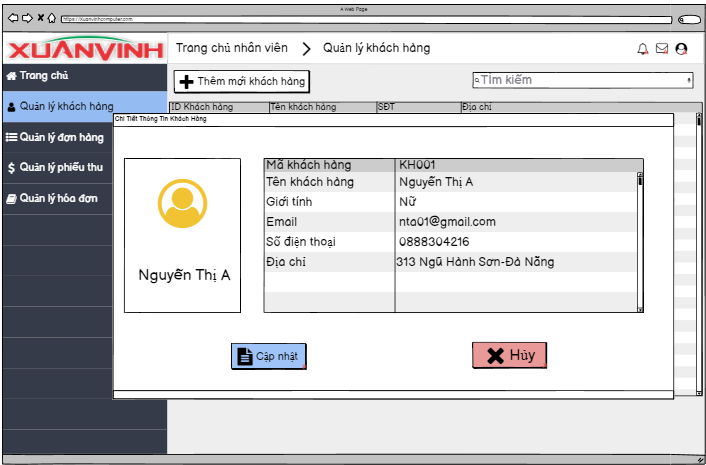 A Web Page
https://xuanvinhcomputer.com
XUÂNVINH
Trang chủ nhân viên
Quản lý khách hàng
Trang chủ
Thêm mới khách hàng
Tìm kiếm
Quản lý khách hàng
ID Khách hàng
Tên khách hàng
SĐT
Địa chỉ
Chi Tiết Thông Tin Khách Hàng
Quản lý đơn hàng
Quản lý phiếu thu
Quản lý hóa đơn
Nguyễn Thị A
Mã khách hàng KH001
Tên khách hàng Nguyễn Thị A
Giới tính Nữ
Email nta01@gmail.com
Số điện thoại 0888304216
Địa chỉ 313 Ngũ Hành Sơn-Đà Nẵng
Cập nhật
Hủy